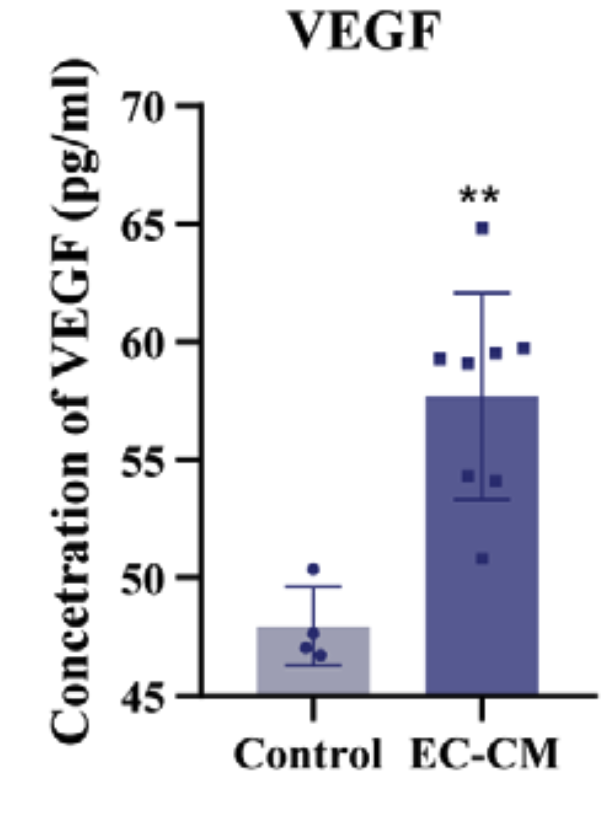 VEGF
Concetration of VEGF (pg/ml)
70
65
60
55
50
45
**
Control EC-CM